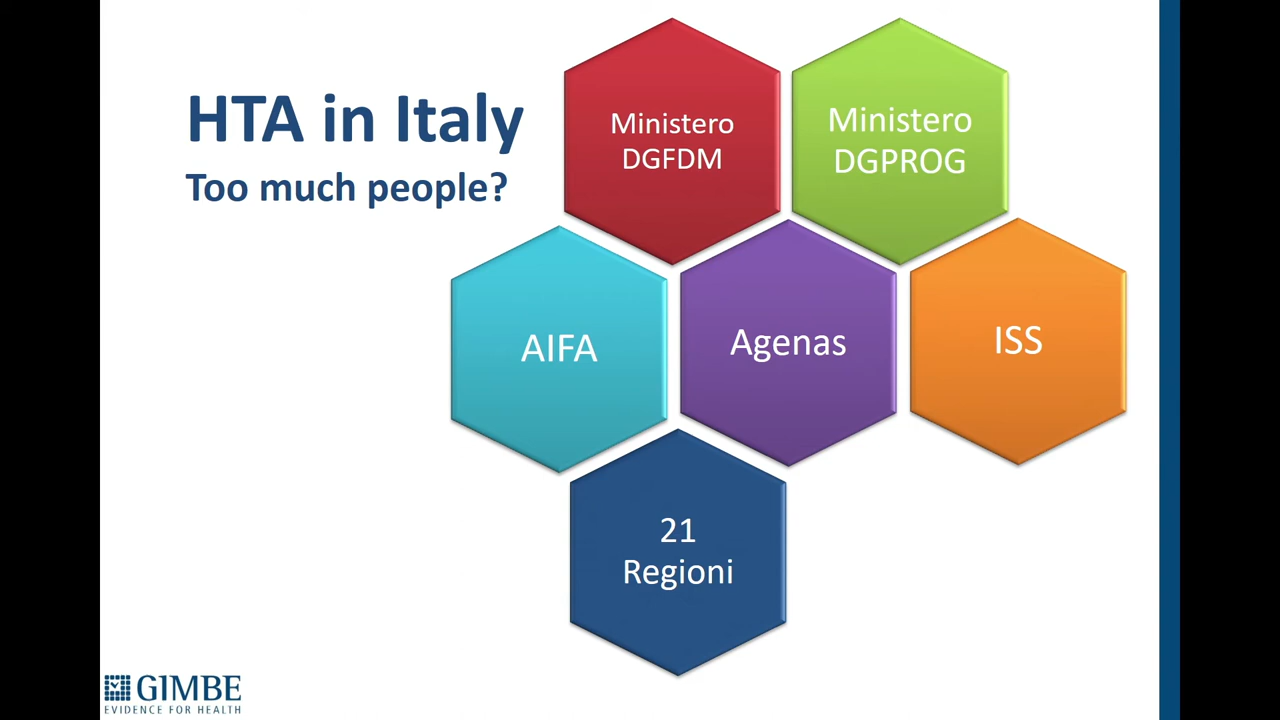 HTA in Italy
Too much people?
Ministero
DGFDM
Ministero
DGPROG
AIFA
Agenas
ISS
21
Regioni
GIMBE
EVIDENCE FOR HEALTH